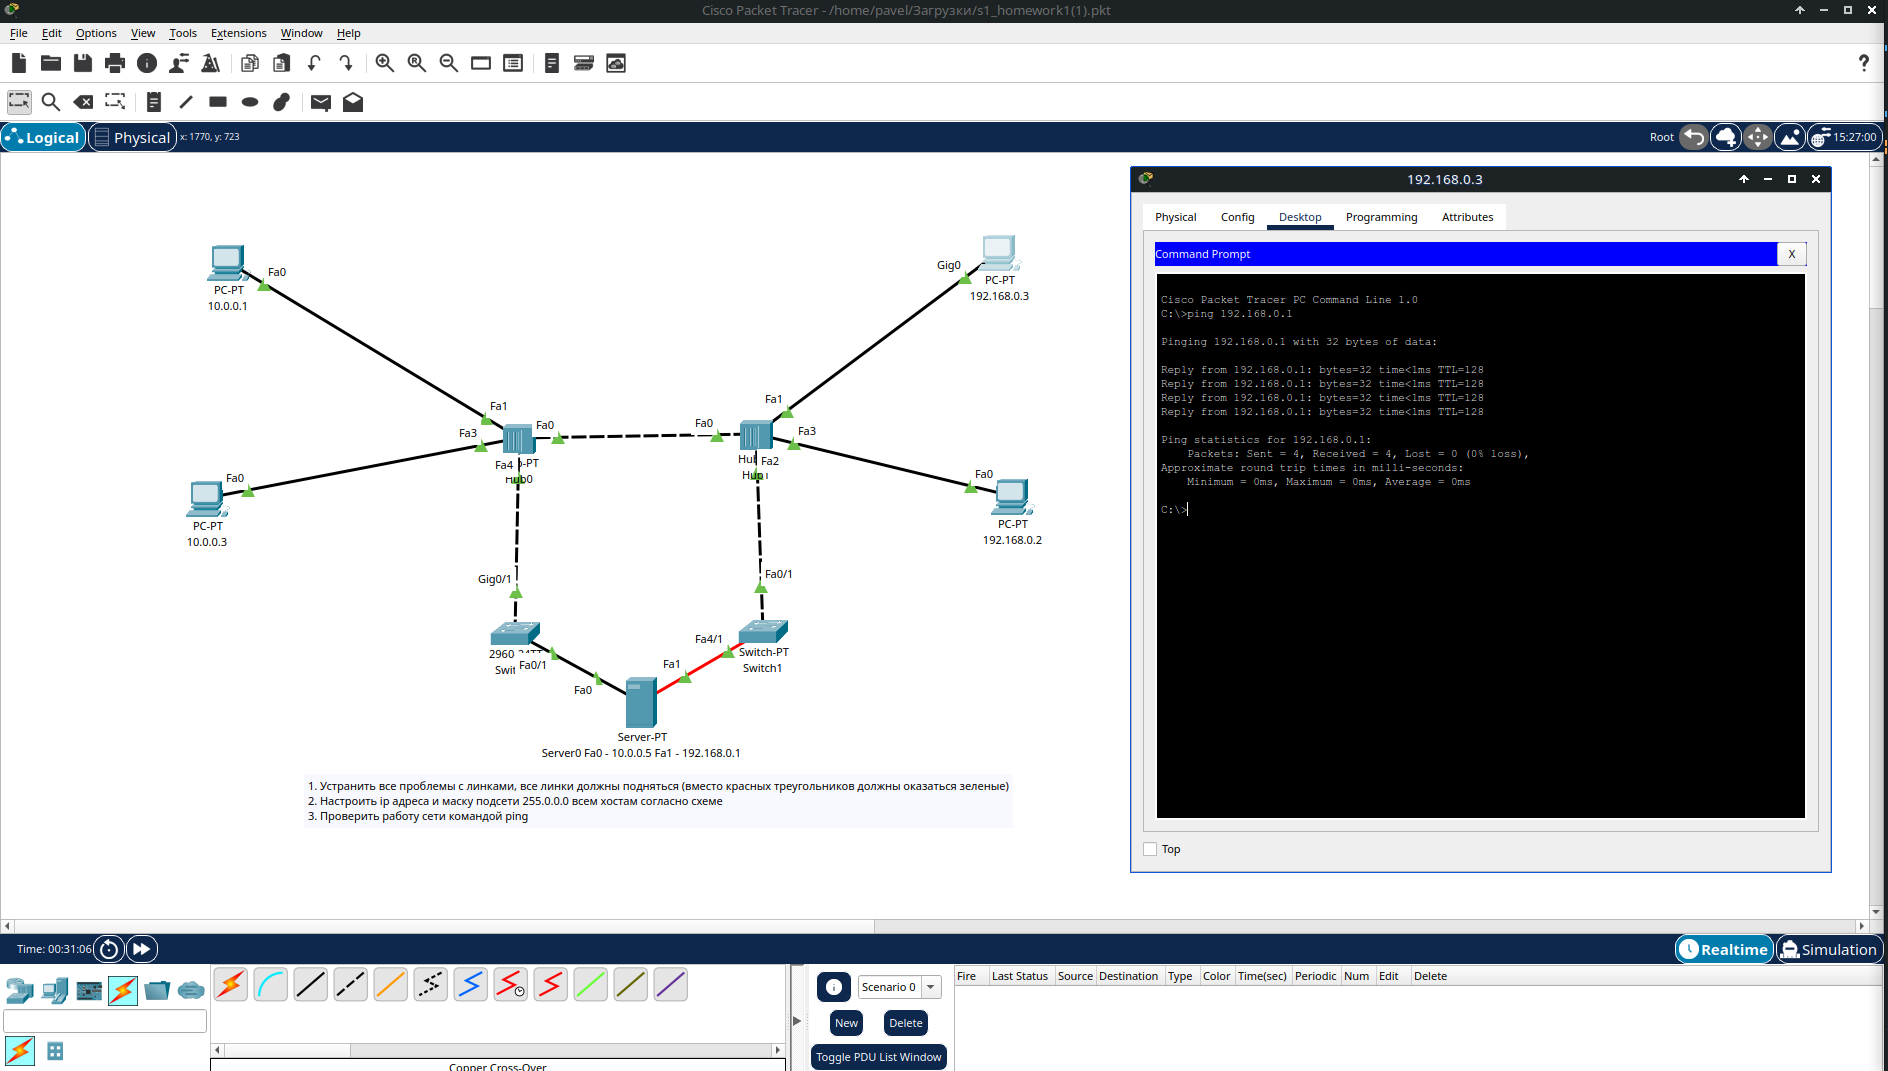 Cisco Packet Tracer - /home/pavel/Загрузки/s1_homework1(1).pkt
File Edit Options View Tools Extensions Window Help
?
Logical Physical x: 1770, y: 723
Root 15:27:00
Fa0
PC-PT
10.0.0.1
Gig0
PC-PT
192.168.0.3
Fa1
Fa3
Fa0
Fa4
-PT
Hub0
Fa0
Fa1
Fa3
Fa2
Fa0
PC-PT
10.0.0.3
Fa0
PC-PT
192.168.0.2
Gig0/1
Fa0/1
2960
Fa0/1
Fa4/1
Switch-PT
Switch1
Fa0
Fa1
Server-PT
Server0 Fa0 - 10.0.0.5 Fa1 - 192.168.0.1
1. Устранить все проблемы с линками, все линки должны подняться (вместо красных треугольников должны оказаться зеленые)
2. Настроить ip адреса и маску подсети 255.0.0.0 всем хостам согласно схеме
3. Проверить работу сети командой ping
192.168.0.3
Physical Config Desktop Programming Attributes
Command Prompt X
Cisco Packet Tracer PC Command Line 1.0
C:\>ping 192.168.0.1
Pinging 192.168.0.1 with 32 bytes of data:
Reply from 192.168.0.1: bytes=32 time<1ms TTL=128
Reply from 192.168.0.1: bytes=32 time<1ms TTL=128
Reply from 192.168.0.1: bytes=32 time<1ms TTL=128
Reply from 192.168.0.1: bytes=32 time<1ms TTL=128
Ping statistics for 192.168.0.1:
Packets: Sent = 4, Received = 4, Lost = 0 (0% loss),
Approximate round trip times in milli-seconds:
Minimum = 0ms, Maximum = 0ms, Average = 0ms
C:\>
Top
Time: 00:31:06
Realtime Simulation
Scenario 0
New Delete
Toggle PDU List Window
Fire Last Status Source Destination Type Color Time(sec) Periodic Num Edit Delete
Copper Cross-Over